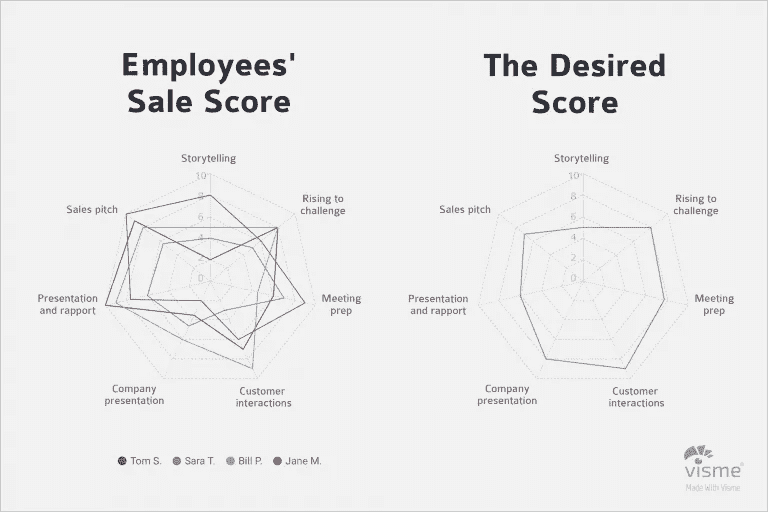 Employees'
Sale Score
Storytelling
10
8
6
4
2
0
Rising to
challenge
Sales pitch
Presentation
and rapport
Meeting
prep
Company
presentation
Customer
interactions
Tom S. Sara T. Bill P. Jane M.
The Desired
Score
Storytelling
10
8
6
4
2
0
Rising to
challenge
Sales pitch
Presentation
and rapport
Meeting
prep
Company
presentation
Customer
interactions
visme®
Made With Visme